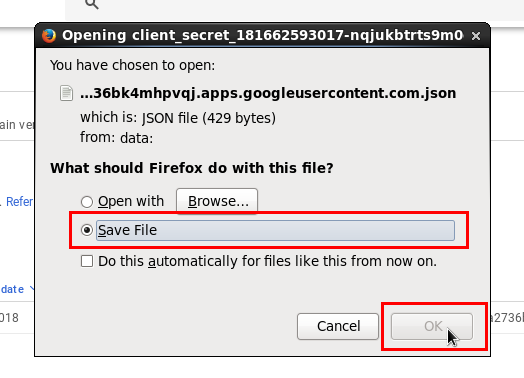 Opening client_secret_181662593017-nqjukbtrts9m0
You have chosen to open:
...36bk4mhpvqj.apps.googleusercontent.com.json
which is: JSON file (429 bytes)
from: data:
ain ver
What should Firefox do with this file?
Open with Browse...
. Refer
Save File
Do this automatically for files like this from now on.
date
018
Cancel OK
a2736